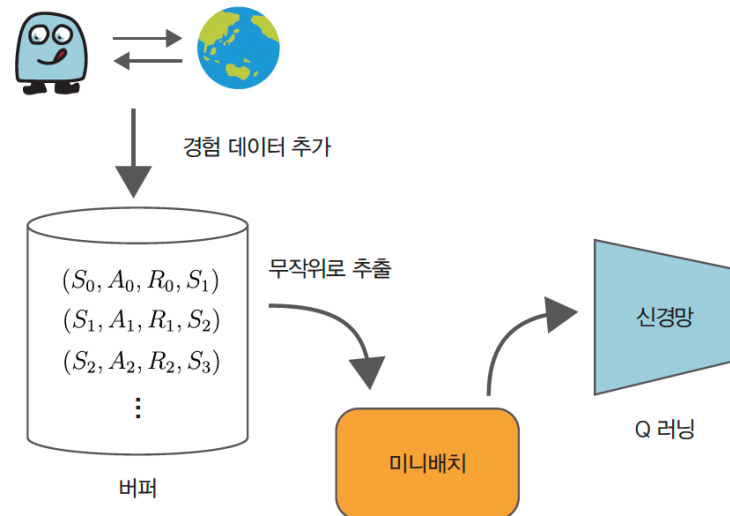 경험 데이터 추가
무작위로 추출
(S₀, A₀, R₀, S₁)
(S₁, A₁, R₁, S₂)
(S₂, A₂, R₂, S₃)
⋮
버퍼
미니배치
신경망
Q 러닝